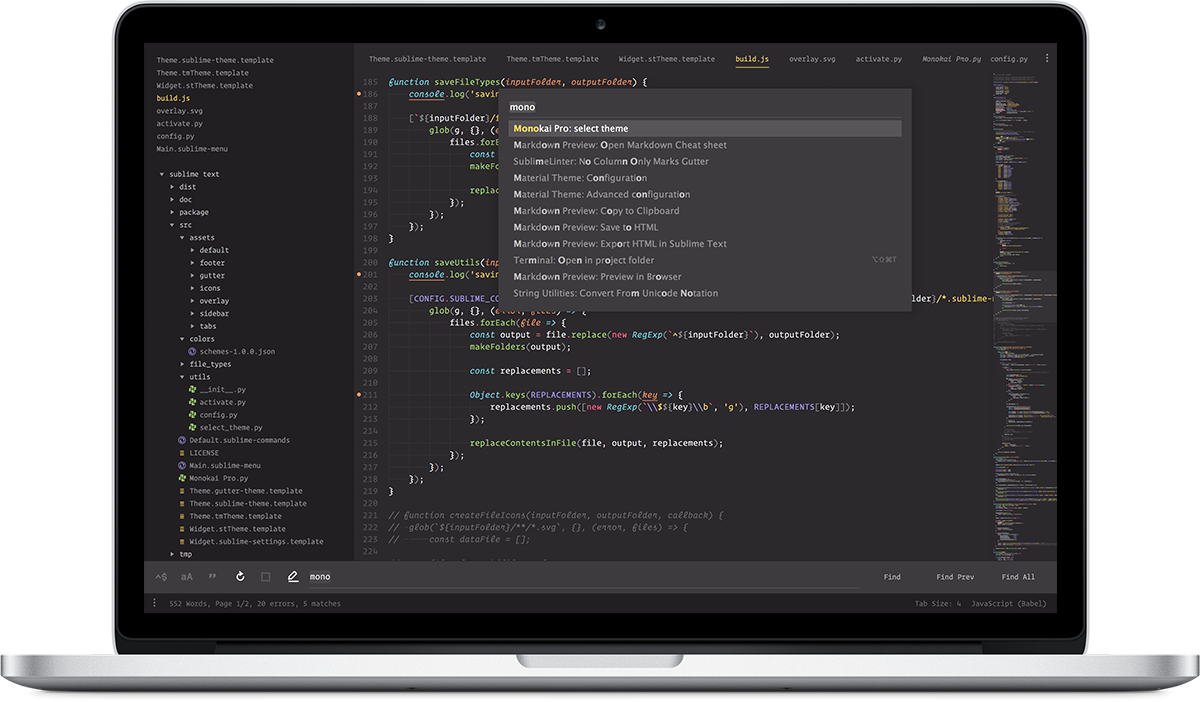 Theme.sublime-theme.template
Theme.tmTheme.template
Widget.stTheme.template
build.js
overlay.svg
activate.py
config.py
Main.sublime-menu
sublime text
dist
doc
package
src
assets
default
footer
gutter
icons
overlay
sidebar
tabs
colors
schemes-1.0.0.json
file_types
utils
__init__.py
activate.py
config.py
select_theme.py
Default.sublime-commands
LICENSE
Main.sublime-menu
Monokai Pro.py
Theme.gutter-theme.template
Theme.sublime-theme.template
Theme.tmTheme.template
Widget.stTheme.template
Widget.sublime-settings.template
tmp
Theme.sublime-theme.template Theme.tmTheme.template Widget.stTheme.template build.js overlay.svg activate.py Monokai Pro.py config.py
185 function saveFileTypes(inputFolder, outputFolder) {
186 console.log('savin
187
188 [`${inputFolder}/f
189 glob(g, {}, (e
190 files.forE
191 const
192 makeFo
193
194 replac
195 });
196 });
197 });
198 }
199
200 function saveUtils(inp
201 console.log('savin
202
203 [CONFIG.SUBLIME_CO lder}/*.sublime-
204 glob(g, {}, (error, files) => {
205 files.forEach(file => {
206 const output = file.replace(new RegExp(`^${inputFolder}`), outputFolder);
207 makeFolders(output);
208
209 const replacements = [];
210
211 Object.keys(REPLACEMENTS).forEach(key => {
212 replacements.push([new RegExp(`\\$${key}\\b`, 'g'), REPLACEMENTS[key]]);
213 });
214
215 replaceContentsInFile(file, output, replacements);
216 });
217 });
218 });
219 }
220
221 // function createFileIcons(inputFolder, outputFolder, callback) {
222 // glob(`${inputFolder}/**/*.svg`, {}, (error, files) => {
223 // const dataFile = [];
224
mono
Monokai Pro: select theme
Markdown Preview: Open Markdown Cheat sheet
SublimeLinter: No Column Only Marks Gutter
Material Theme: Configuration
Material Theme: Advanced configuration
Markdown Preview: Copy to Clipboard
Markdown Preview: Save to HTML
Markdown Preview: Export HTML in Sublime Text
Terminal: Open in project folder ⌥⇧⌘T
Markdown Preview: Preview in Browser
String Utilities: Convert From Unicode Notation
^$ aA ” mono Find Find Prev Find All
552 Words, Page 1/2, 20 errors, 5 matches Tab Size: 4 JavaScript (Babel)